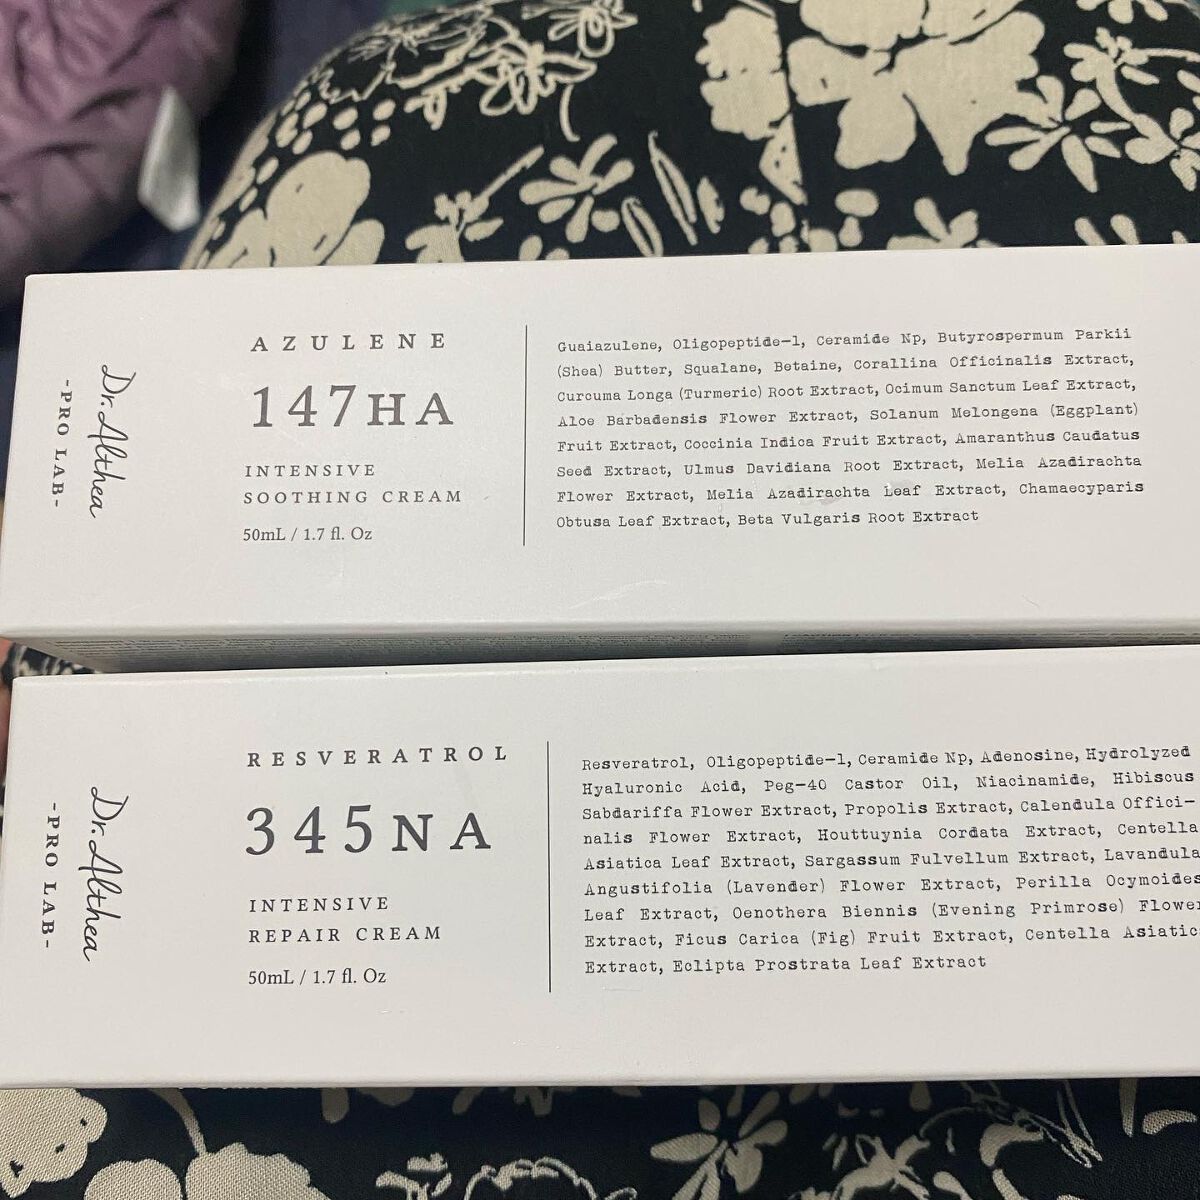 Dr. Althea
-PRO LAB-
AZULENE
147HA
INTENSIVE
SOOTHING CREAM
50mL / 1.7 fl. Oz
Guaiazulene, Oligopeptide-1, Ceramide Np, Butyrospermum Parkii
(Shea) Butter, Squalane, Betaine, Corallina Officinalis Extract,
Curcuma Longa (Turmeric) Root Extract, Ocimum Sanctum Leaf Extract,
Aloe Barbadensis Flower Extract, Solanum Melongena (Eggplant)
Fruit Extract, Coccinia Indica Fruit Extract, Amaranthus Caudatus
Seed Extract, Ulmus Davidiana Root Extract, Melia Azadirachta
Flower Extract, Melia Azadirachta Leaf Extract, Chamaecyparis
Obtusa Leaf Extract, Beta Vulgaris Root Extract
Dr. Althea
-PRO LAB-
RESVERATROL
345NA
INTENSIVE
REPAIR CREAM
50mL / 1.7 fl. Oz
Resveratrol, Oligopeptide-1, Ceramide Np, Adenosine, Hydrolyzed
Hyaluronic Acid, Peg-40 Castor Oil, Niacinamide, Hibiscus
Sabdariffa Flower Extract, Propolis Extract, Calendula Offici-
nalis Flower Extract, Houttuynia Cordata Extract, Centella
Asiatica Leaf Extract, Sargassum Fulvellum Extract, Lavandula
Angustifolia (Lavender) Flower Extract, Perilla Ocymoides
Leaf Extract, Oenothera Biennis (Evening Primrose) Flower
Extract, Ficus Carica (Fig) Fruit Extract, Centella Asiatic
Extract, Eclipta Prostrata Leaf Extract